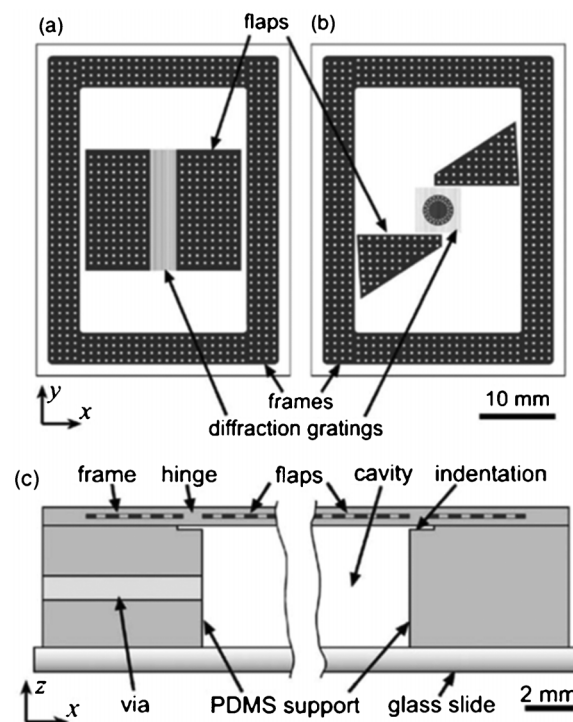 (a) flaps (b)
y
x
frames
diffraction gratings
10 mm
(c) frame hinge flaps cavity indentation
z
x
via PDMS support glass slide 2 mm